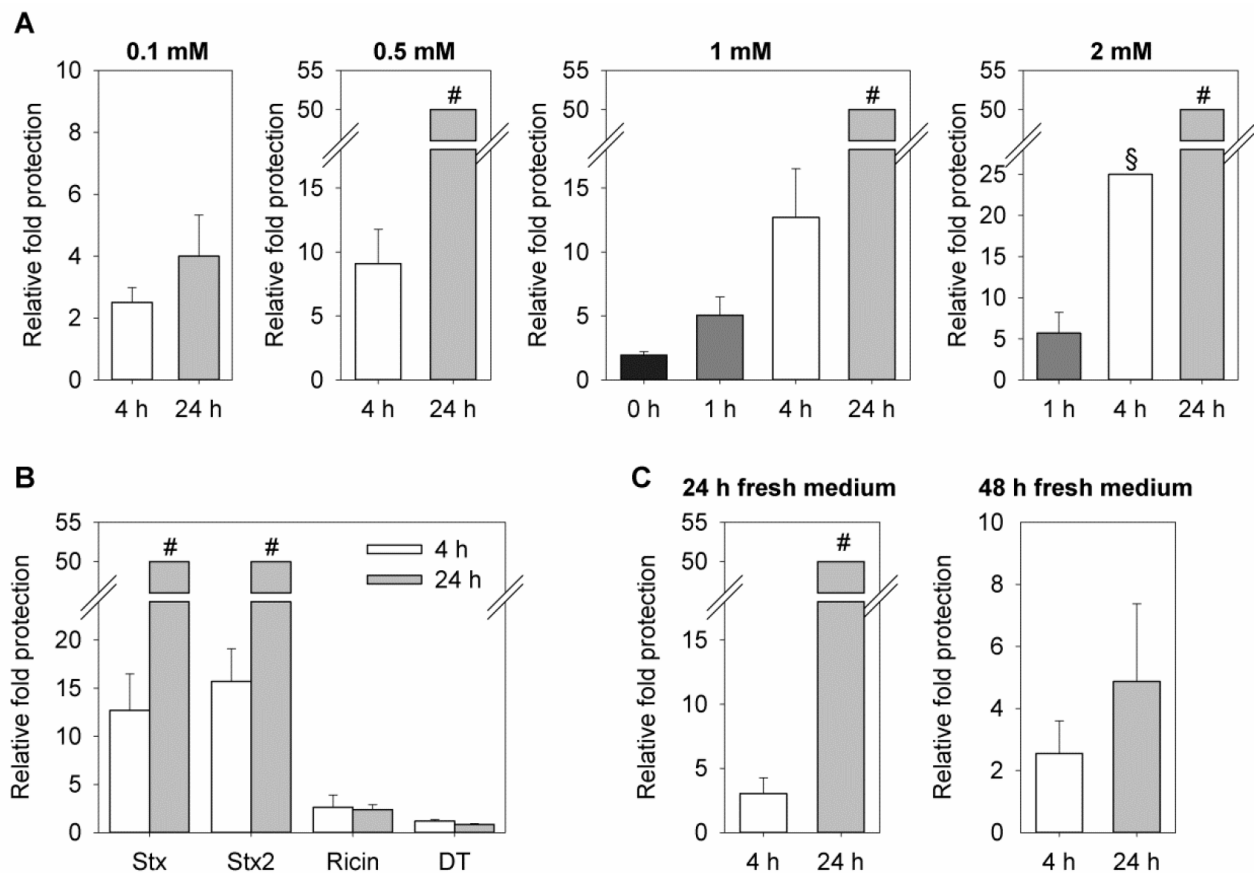 A
0.1 mM
0.5 mM
1 mM
2 mM
Relative fold protection
10
8
6
4
2
0
4 h 24 h
Relative fold protection
55
50
15
10
5
0
#
4 h 24 h
Relative fold protection
55
50
15
10
5
0
#
0 h 1 h 4 h 24 h
Relative fold protection
55
50
25
20
15
10
5
0
§
#
1 h 4 h 24 h
B
Relative fold protection
55
50
20
15
10
5
0
# #
4 h
24 h
Stx Stx2 Ricin DT
C
24 h fresh medium
48 h fresh medium
Relative fold protection
55
50
15
10
5
0
#
4 h 24 h
Relative fold protection
10
8
6
4
2
0
4 h 24 h